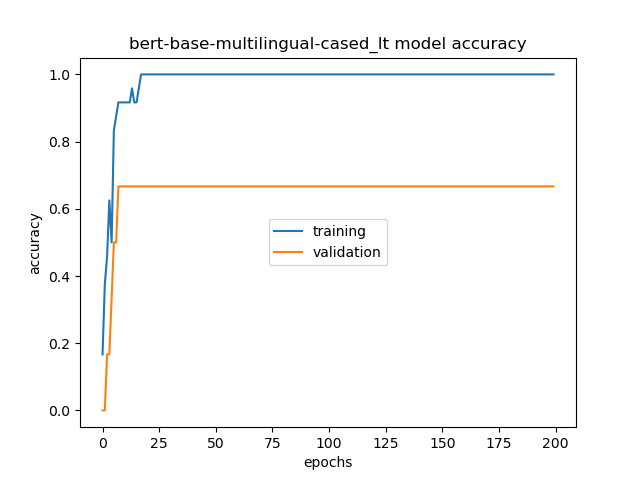 bert-base-multilingual-cased_lt model accuracy
1.0
0.8
0.6
0.4
0.2
0.0
accuracy
training
validation
0 25 50 75 100 125 150 175 200
epochs